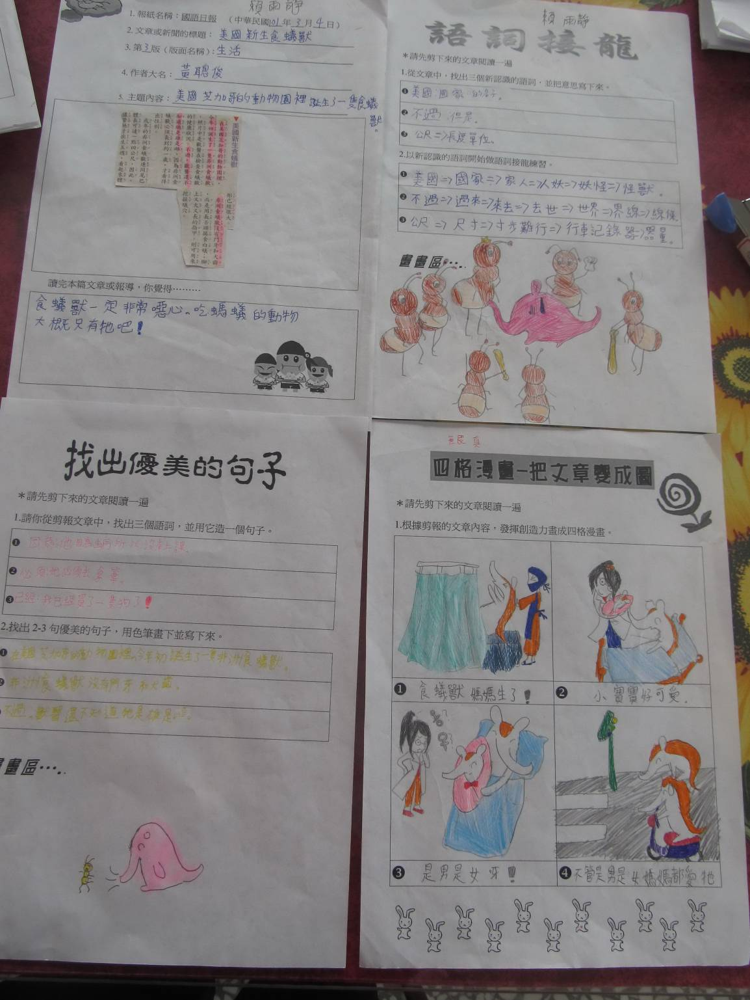 賴雨靜
1. 報紙名稱：國語日報 （中華民國101年3月4日）
2. 文章或新聞的標題：美國新生食蟻獸
3. 第3版（版面名稱）：生活
4. 作者大名：黃聰俊
5. 主題內容：美國芝加哥的動物園裡誕生了一隻食蟻獸。
▼美國新生食蟻獸
讀完本篇文章或報導，你覺得………
食蟻獸一定非常噁心。吃螞蟻的動物
大概只有牠吧！
賴雨靜
語詞接龍
＊請先剪下來的文章閱讀一遍
1.從文章中，找出三個新認識的語詞，並把意思寫下來。
❶美國:國家的名子。
❷不過:但是。
❸公尺=>長度單位。
2.以新認識的語詞開始做語詞接龍練習。
❶美國=>國家=>家人=>人妖=>妖怪=>怪獸。
❷不過=>過來=>來去=>去世=>世界=>界線=>線條
❸公尺=>尺寸=>寸步難行=>行車記錄器=>器量。
畫畫區…..
找出優美的句子
＊請先剪下來的文章閱讀一遍
1.請你從剪報文章中，找出三個語詞，並用它造一個句子。
❶因為:他因為生病所以沒有上課.
❷必須:他必須去拿筆。
❸已經:我已經買了一隻狗了！
2.找出 2-3 句優美的句子，用色筆畫下並寫下來。
❶在美國芝加哥的動物園裡,今年初誕生了一隻非洲食蟻獸。
❷非洲食蟻獸沒有門牙和犬齒。
不過,獸醫還不知道牠是雄是雌。
畫畫區…..
四格漫畫-把文章變成圖
＊請先剪下來的文章閱讀一遍
1.根據剪報的文章內容，發揮創造力畫成四格漫畫。
❶食蟻獸媽媽生了！
❷小寶寶好可愛.
❸是男是女呀！
❹不管是男是女媽媽都愛牠